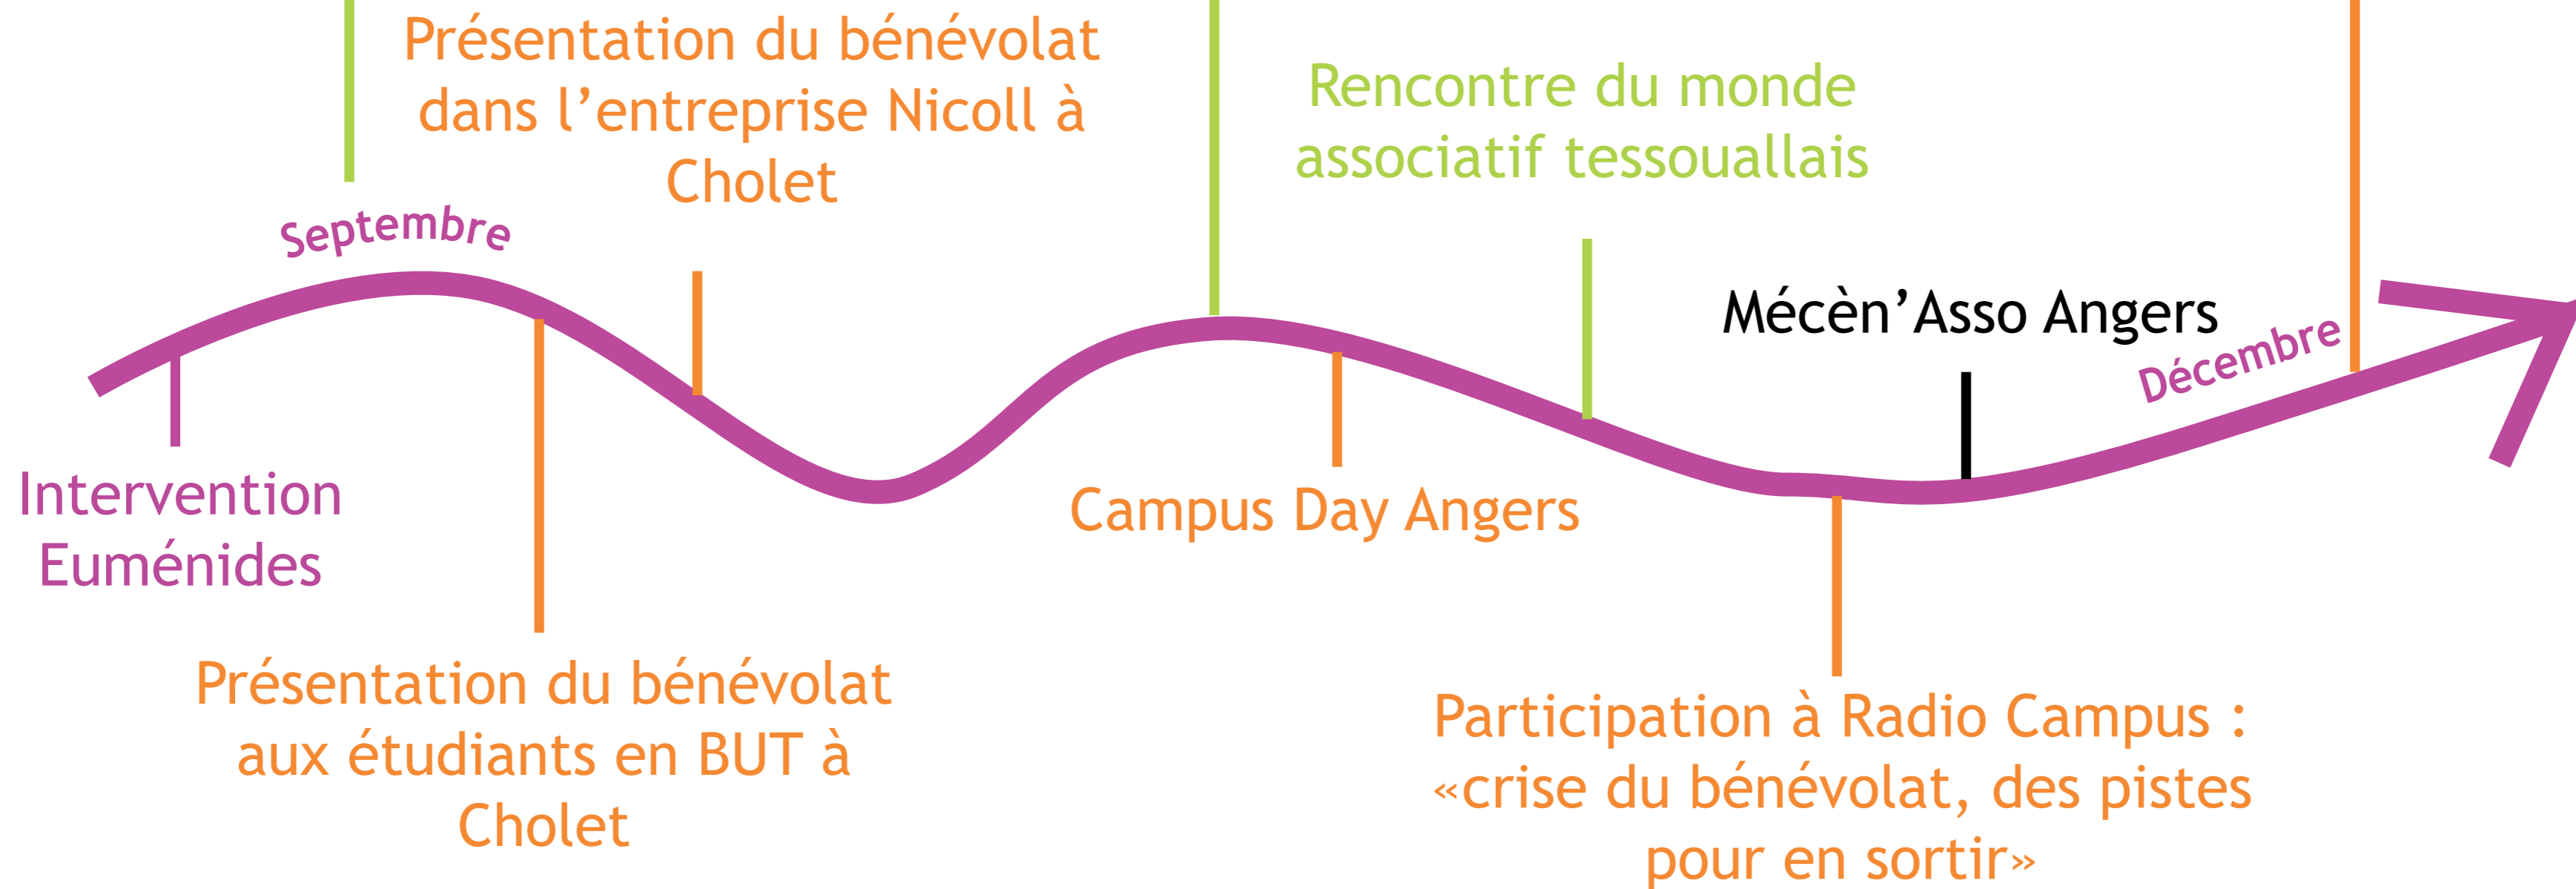 Présentation du bénévolat
dans l’entreprise Nicoll à
Cholet
Rencontre du monde
associatif tessouallais
Septembre
Mécèn’Asso Angers
Décembre
Intervention
Euménides
Campus Day Angers
Présentation du bénévolat
aux étudiants en BUT à
Cholet
Participation à Radio Campus :
«crise du bénévolat, des pistes
pour en sortir»